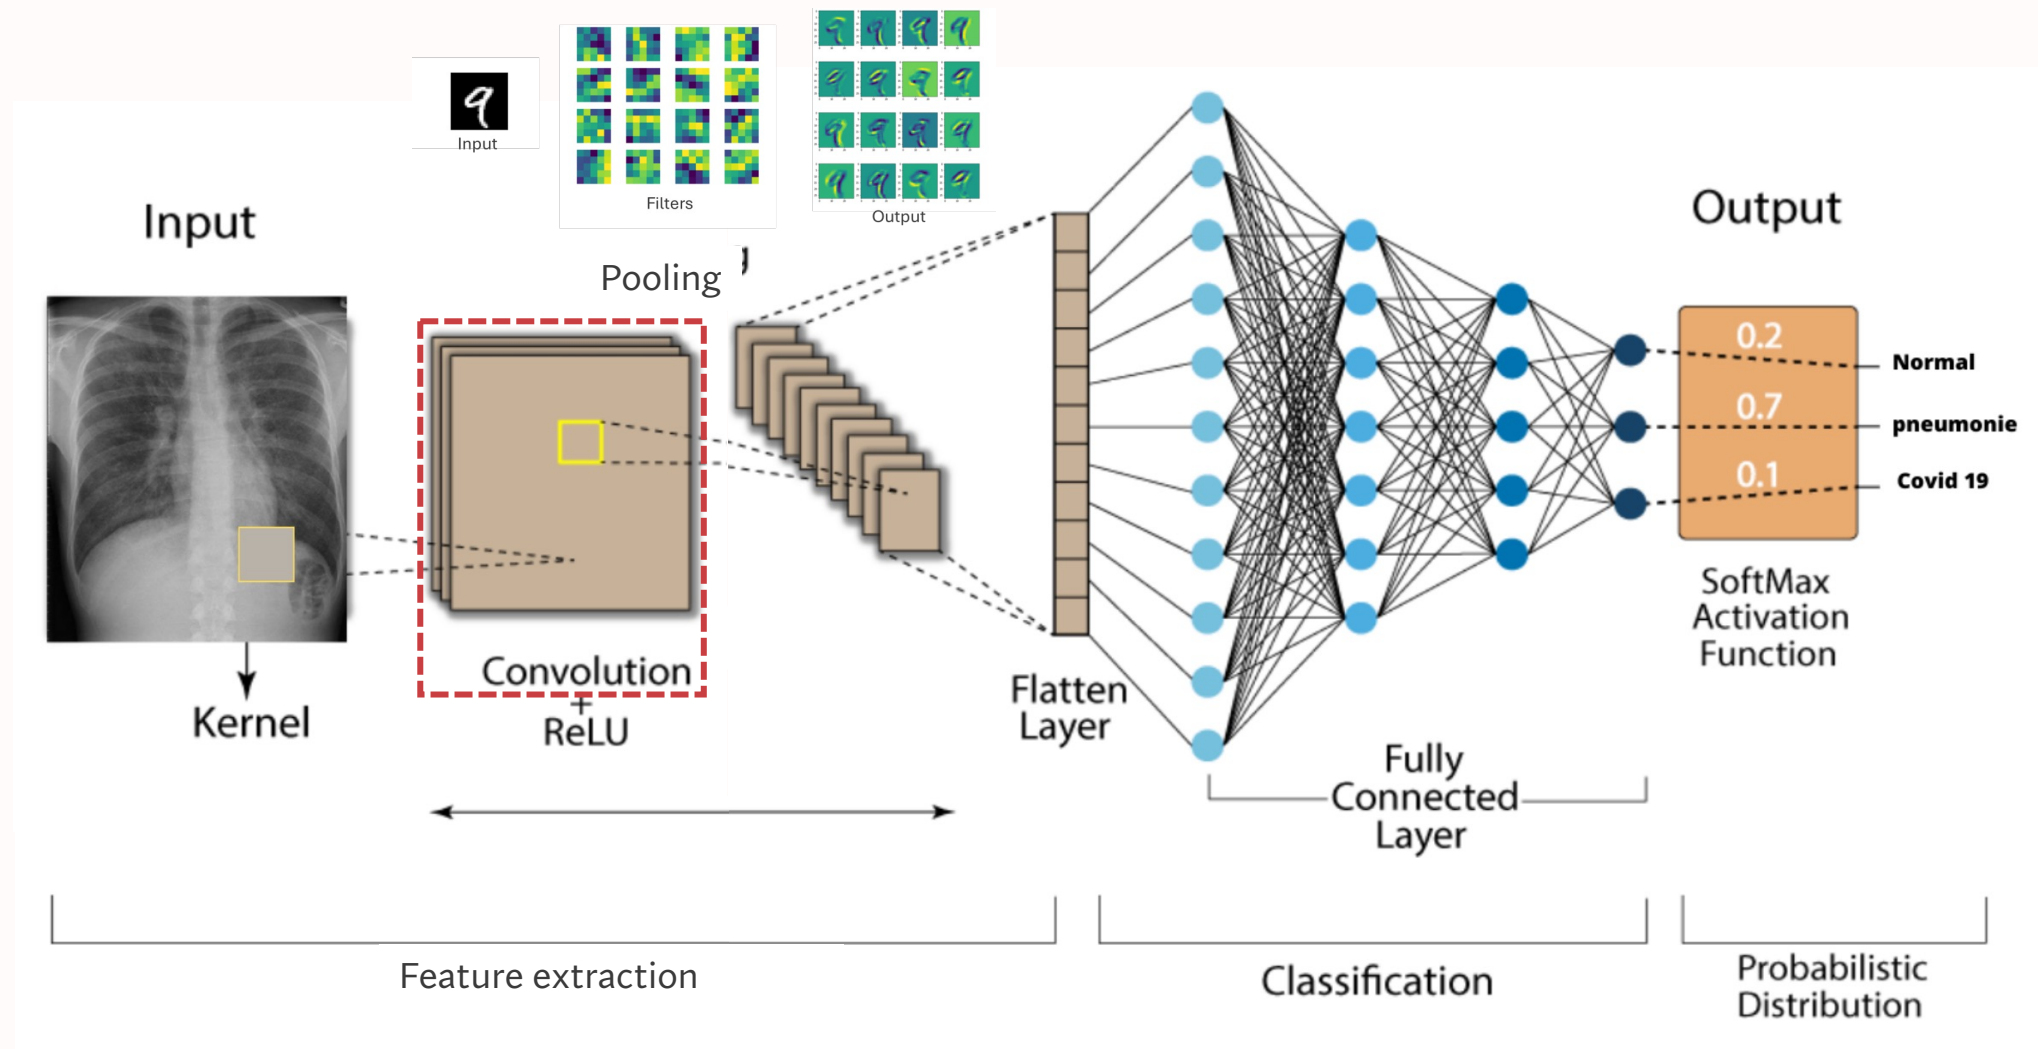 Input
Filters
Output
Input
Pooling
Output
0.2
Normal
0.7
pneumonie
0.1
Covid 19
SoftMax
Activation
Function
Convolution
+
ReLU
Kernel
Flatten
Layer
Fully
Connected
Layer
Feature extraction
Classification
Probabilistic
Distribution